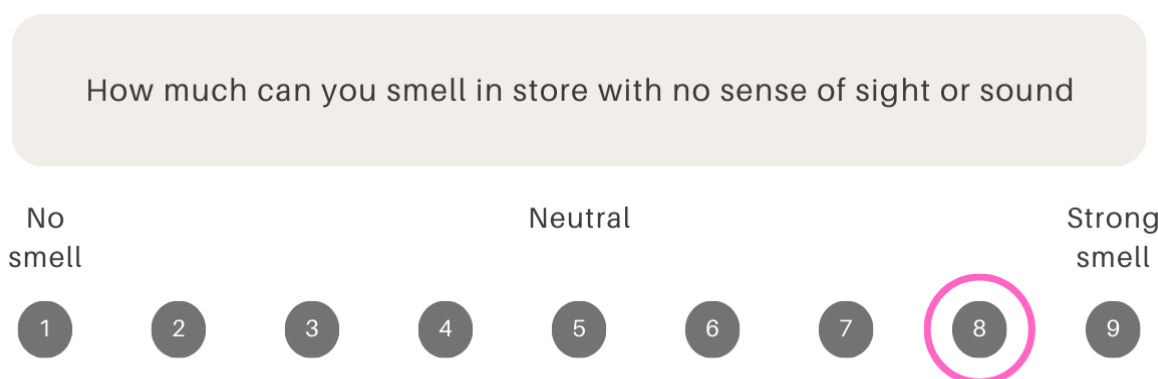 How much can you smell in store with no sense of sight or sound
No smell
Neutral
Strong smell
1 2 3 4 5 6 7 8 9